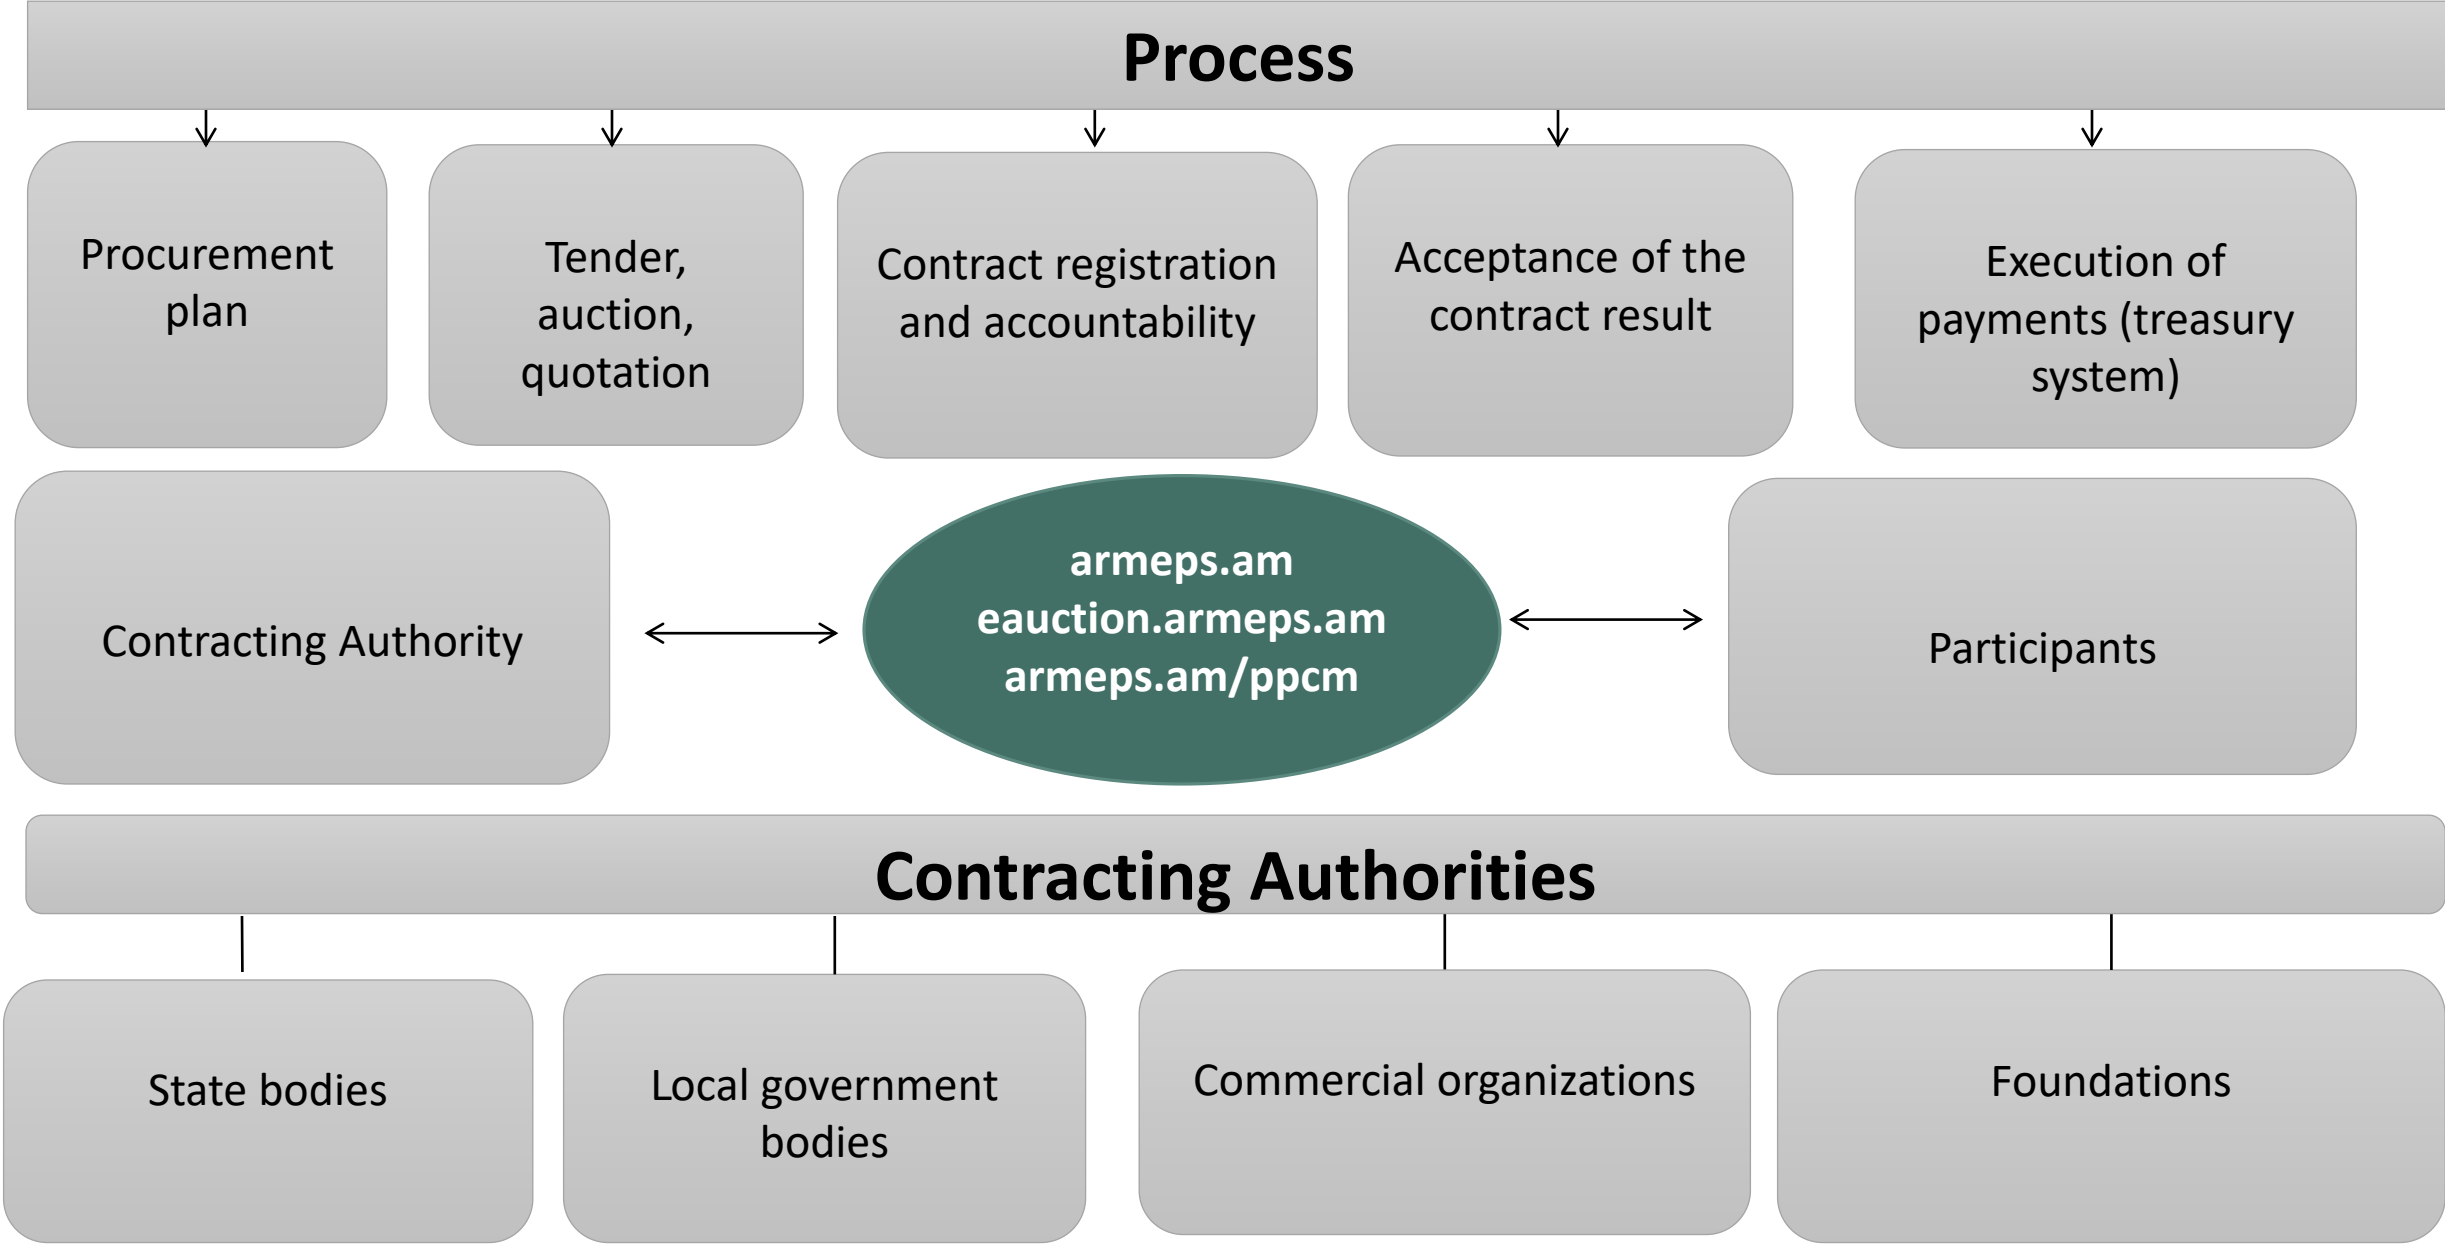 Process
Procurement
plan
Tender,
auction,
quotation
Contract registration
and accountability
Acceptance of the
contract result
Execution of
payments (treasury
system)
Contracting Authority
armeps.am
eauction.armeps.am
armeps.am/ppcm
Participants
Contracting Authorities
State bodies
Local government
bodies
Commercial organizations
Foundations